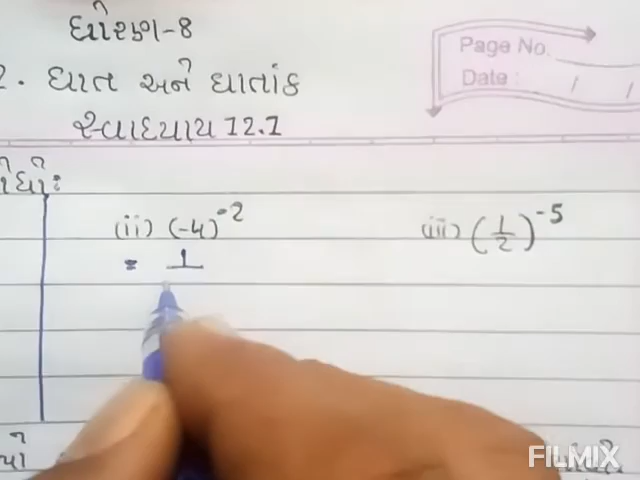 ધોરણ-8
Page No.
Date : / /
2. ઘાત અને ઘાતાંક
સ્વાધ્યાય 12.1
(ii) (-4)^-2
(iii) (1/2)^-5
= 1
FILMIX